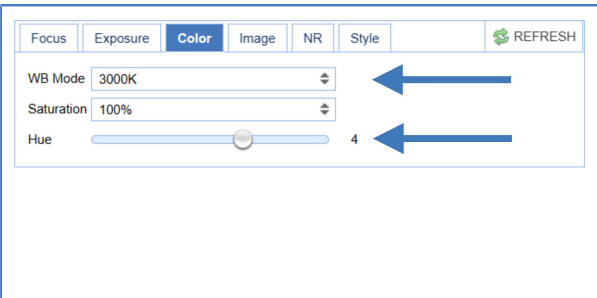 Focus Exposure Color Image NR Style REFRESH
WB Mode 3000K
Saturation 100%
Hue 4